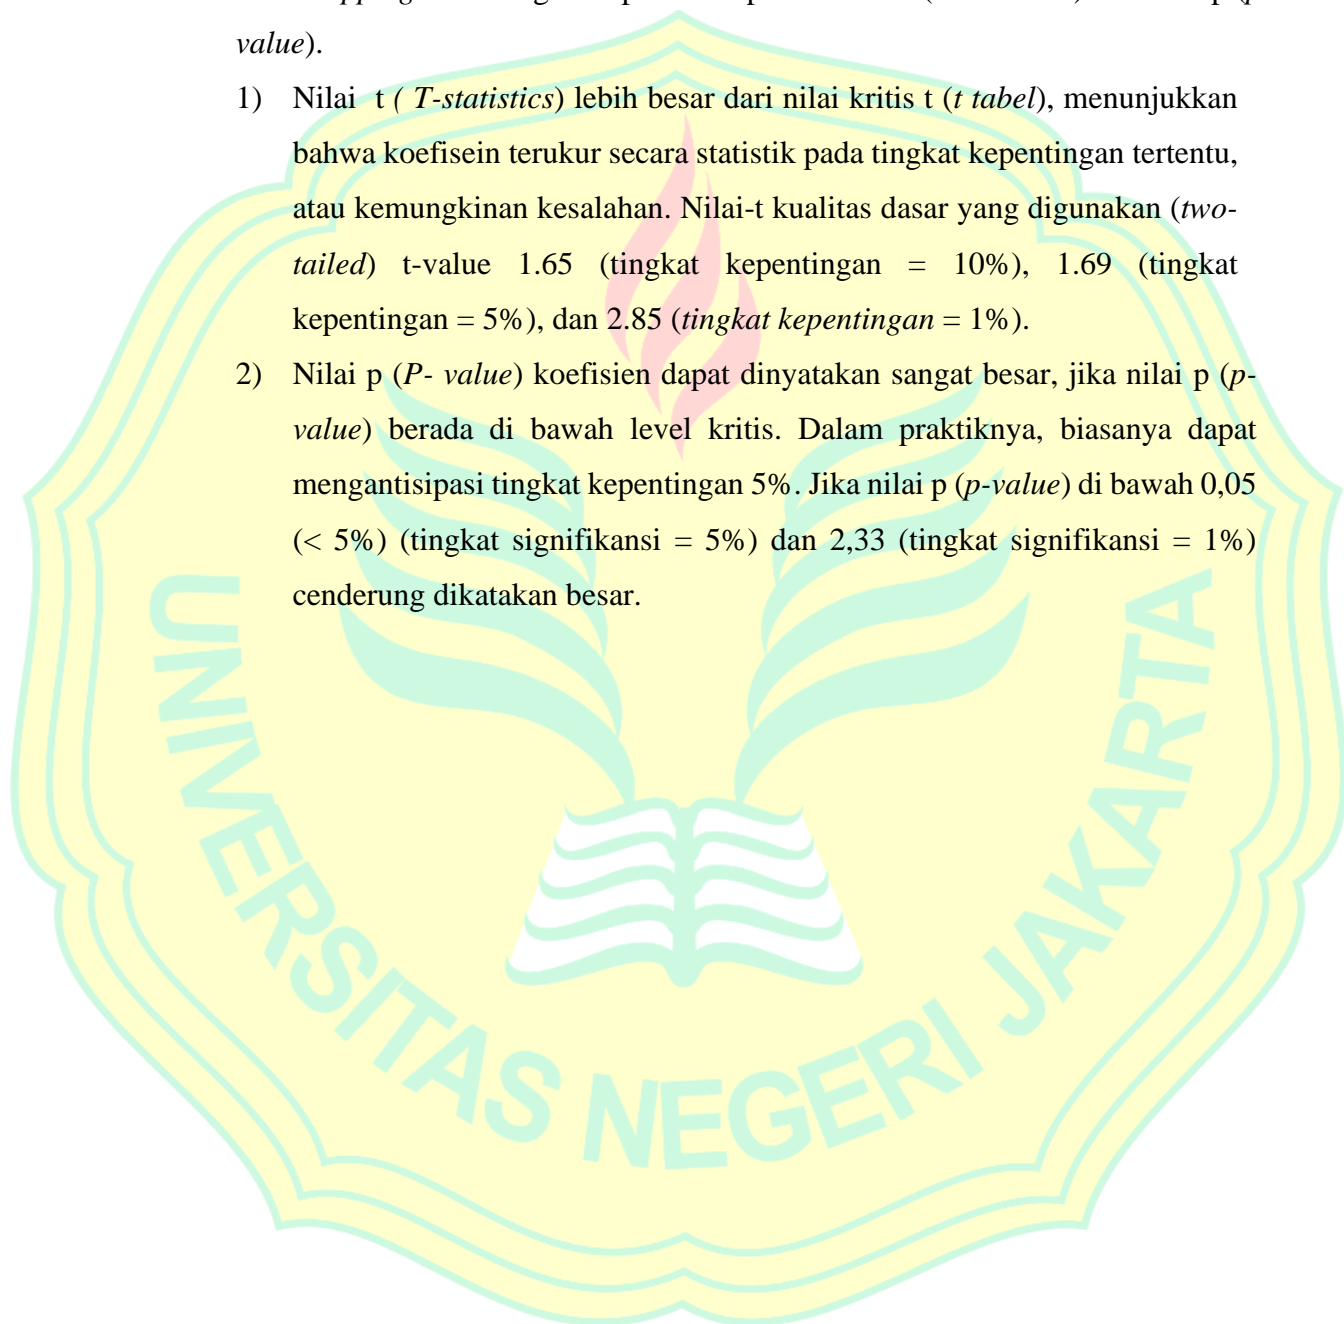 value).
1) Nilai t ( T-statistics) lebih besar dari nilai kritis t (t tabel), menunjukkan
bahwa koefisein terukur secara statistik pada tingkat kepentingan tertentu,
atau kemungkinan kesalahan. Nilai-t kualitas dasar yang digunakan (two-
tailed) t-value 1.65 (tingkat kepentingan = 10%), 1.69 (tingkat
kepentingan = 5%), dan 2.85 (tingkat kepentingan = 1%).
2) Nilai p (P- value) koefisien dapat dinyatakan sangat besar, jika nilai p (p-
value) berada di bawah level kritis. Dalam praktiknya, biasanya dapat
mengantisipasi tingkat kepentingan 5%. Jika nilai p (p-value) di bawah 0,05
(< 5%) (tingkat signifikansi = 5%) dan 2,33 (tingkat signifikansi = 1%)
cenderung dikatakan besar.
UNIVERSITAS NEGERI JAKARTA